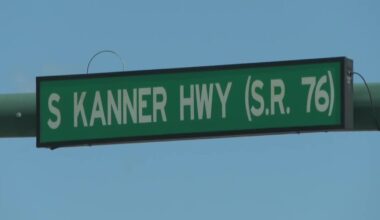 S KANNER HWY (S.R. 76)